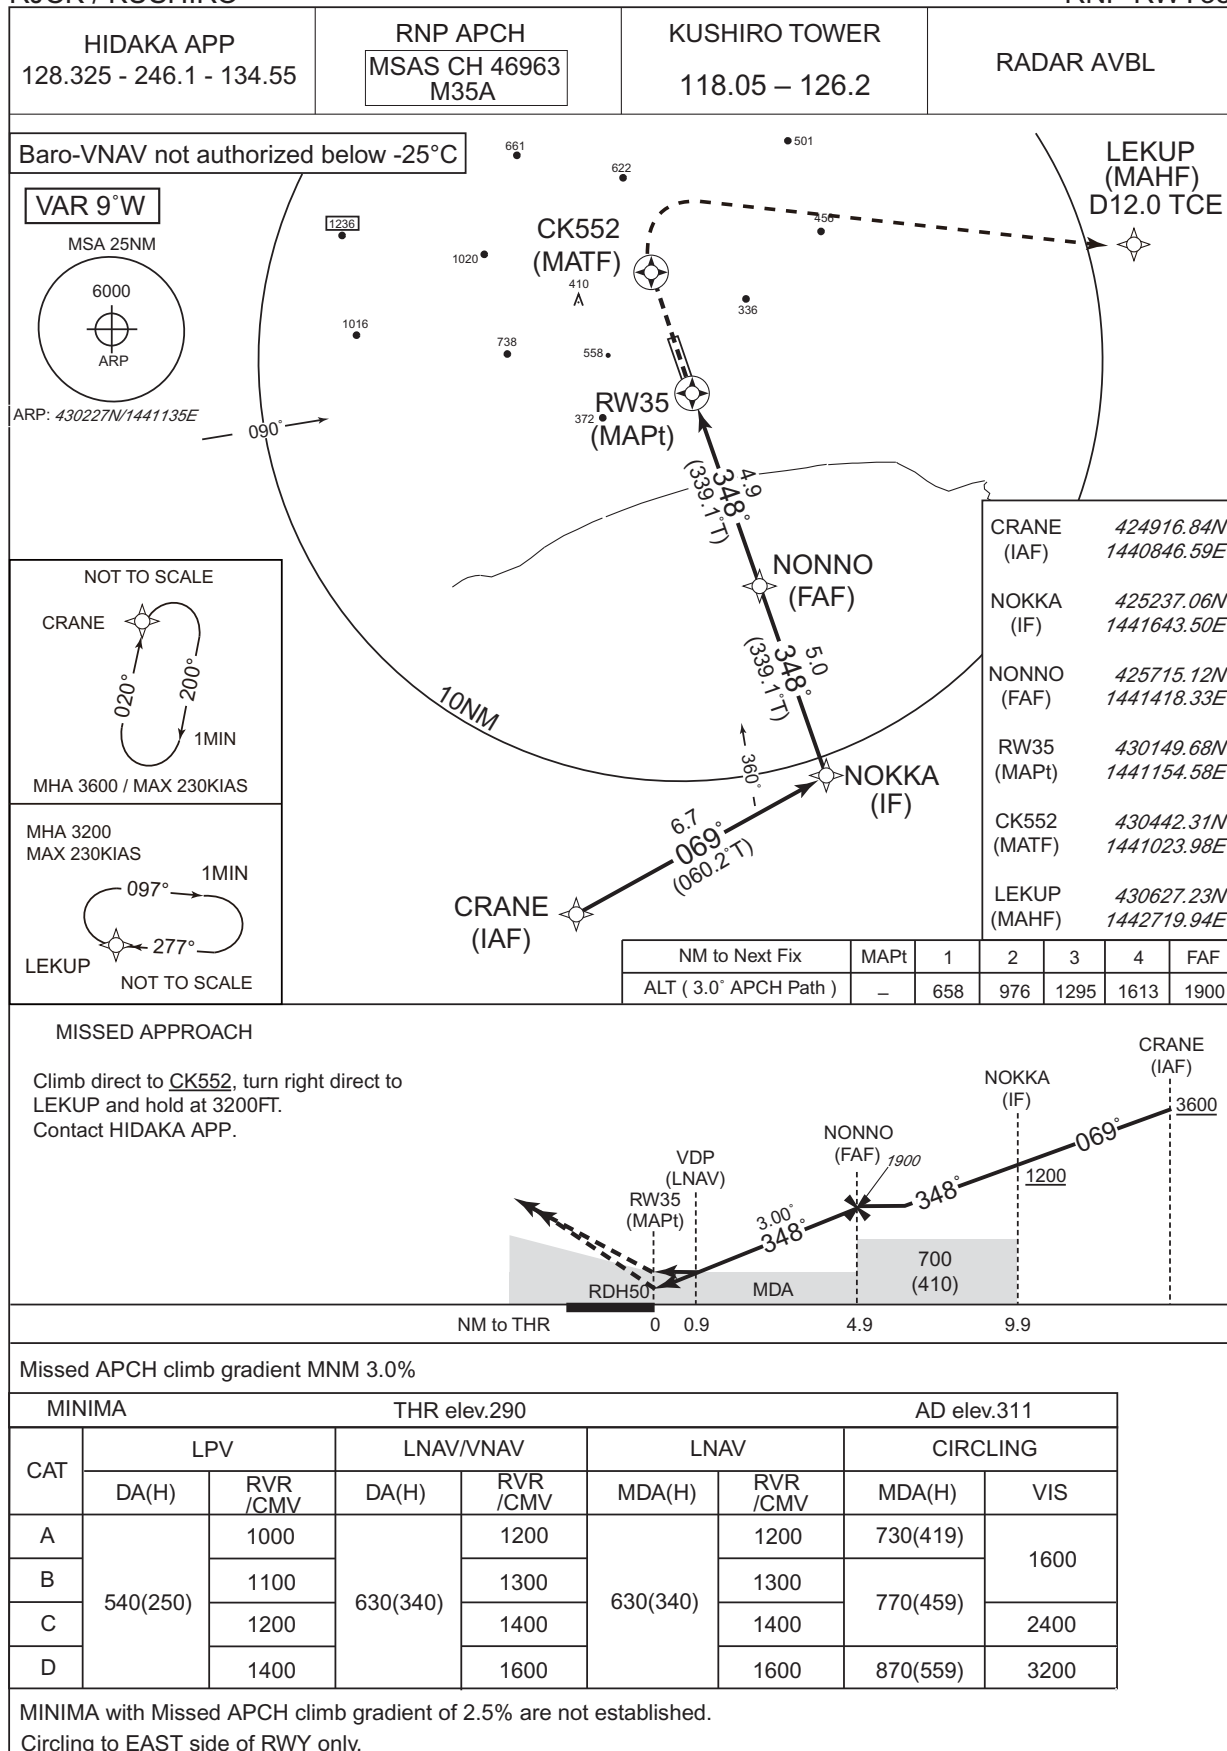 HIDAKA APP
128.325 - 246.1 - 134.55
RNP APCH
MSAS CH 46963
M35A
KUSHIRO TOWER
118.05 – 126.2
RADAR AVBL
Baro-VNAV not authorized below -25°C
VAR 9°W
MSA 25NM
6000
ARP
ARP: 430227N/1441135E
661
622
501
1236
1020
410
456
1016
738
558
336
372
LEKUP
(MAHF)
D12.0 TCE
CK552
(MATF)
RW35
(MAPt)
090°
4.9
348°
(339.1°T)
NONNO
(FAF)
5.0
348°
(339.1°T)
10NM
360°
NOKKA
(IF)
6.7
069°
(060.2°T)
CRANE
(IAF)
NOT TO SCALE
CRANE
020°
200°
1MIN
MHA 3600 / MAX 230KIAS
MHA 3200
MAX 230KIAS
1MIN
097°
277°
LEKUP
NOT TO SCALE
CRANE 424916.84N
(IAF) 1440846.59E
NOKKA 425237.06N
(IF) 1441643.50E
NONNO 425715.12N
(FAF) 1441418.33E
RW35 430149.68N
(MAPt) 1441154.58E
CK552 430442.31N
(MATF) 1441023.98E
LEKUP 430627.23N
(MAHF) 1442719.94E
NM to Next Fix MAPt 1 2 3 4 FAF
ALT ( 3.0° APCH Path ) – 658 976 1295 1613 1900
MISSED APPROACH
Climb direct to CK552, turn right direct to
LEKUP and hold at 3200FT.
Contact HIDAKA APP.
CRANE
(IAF)
3600
069°
NOKKA
(IF)
1200
348°
NONNO
(FAF)
1900
VDP
(LNAV)
RW35
(MAPt)
3.00°
348°
700
(410)
RDH50
MDA
NM to THR 0 0.9 4.9 9.9
Missed APCH climb gradient MNM 3.0%
MINIMA THR elev.290 AD elev.311
CAT LPV LNAV/VNAV LNAV CIRCLING
DA(H) RVR/CMV DA(H) RVR/CMV MDA(H) RVR/CMV MDA(H) VIS
A 540(250) 1000 630(340) 1200 630(340) 1200 730(419) 1600
B 1100 1300 1300 770(459)
C 1200 1400 1400 2400
D 1400 1600 1600 870(559) 3200
MINIMA with Missed APCH climb gradient of 2.5% are not established.
Circling to EAST side of RWY only.